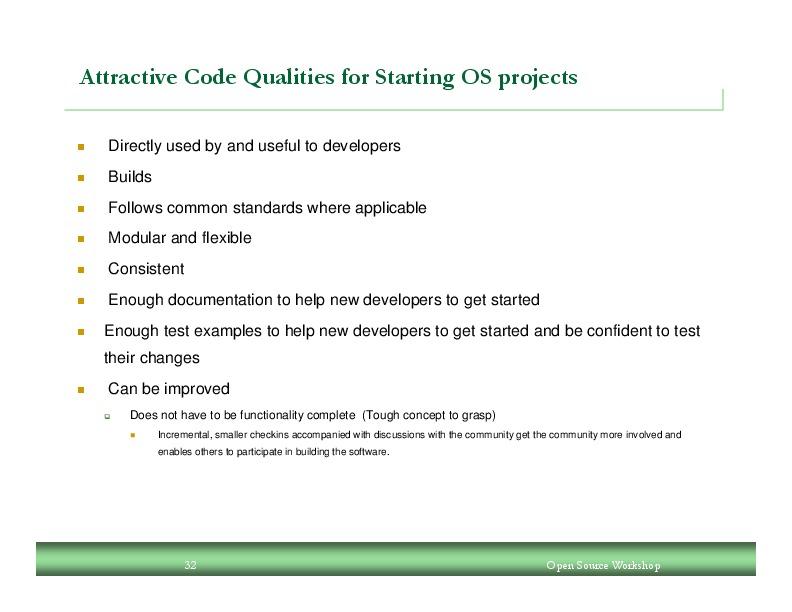 Attractive Code Qualities for Starting OS projects
Directly used by and useful to developers
Builds
Follows common standards where applicable
Modular and flexible
Consistent
Enough documentation to help new developers to get started
Enough test examples to help new developers to get started and be confident to test
their changes
Can be improved
Does not have to be functionality complete (Tough concept to grasp)
Incremental, smaller checkins accompanied with discussions with the community get the community more involved and
enables others to participate in building the software.
32
Open Source Workshop